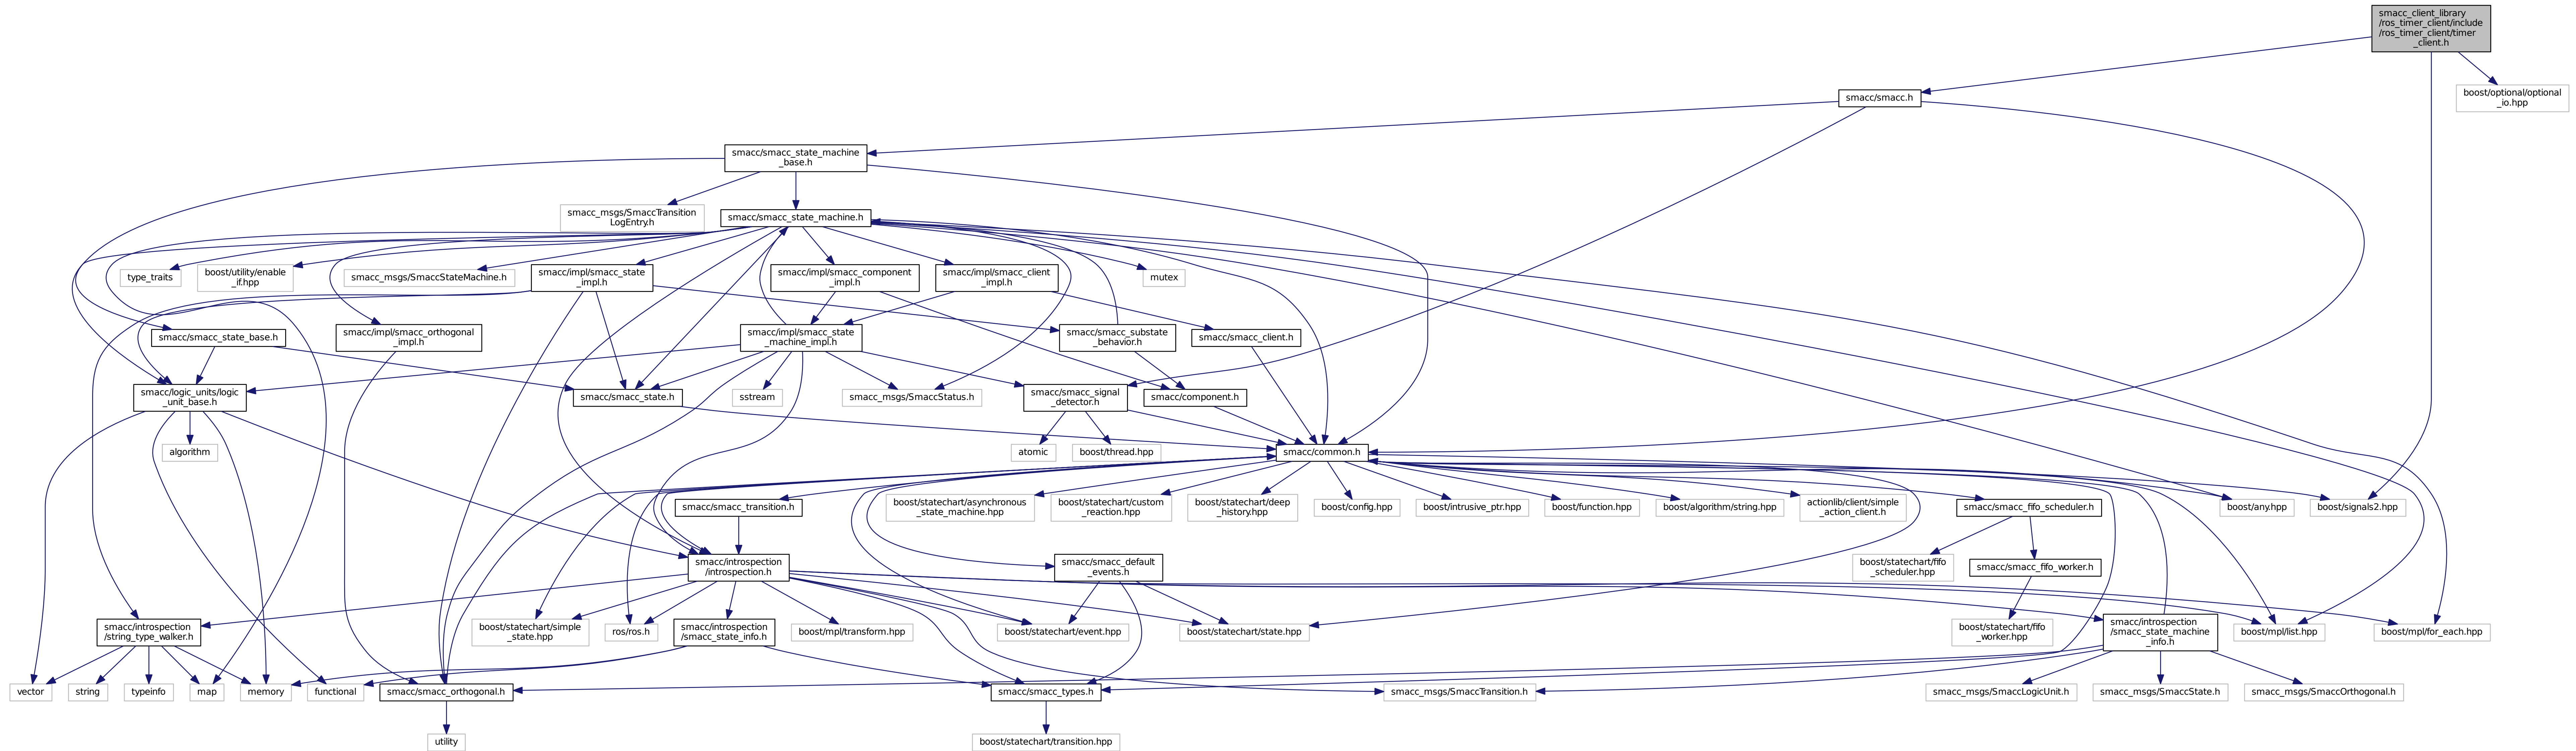 smacc_client_library
/ros_timer_client/include
/ros_timer_client/timer
_client.h
smacc/smacc.h
boost/optional/optional
_io.hpp
smacc/smacc_state_machine
_base.h
smacc_msgs/SmaccTransition
LogEntry.h
smacc/smacc_state_machine.h
type_traits
boost/utility/enable
_if.hpp
smacc_msgs/SmaccStateMachine.h
smacc/impl/smacc_state
_impl.h
smacc/impl/smacc_component
_impl.h
smacc/impl/smacc_client
_impl.h
mutex
smacc/smacc_state_base.h
smacc/impl/smacc_orthogonal
_impl.h
smacc/impl/smacc_state
_machine_impl.h
smacc/smacc_substate
_behavior.h
smacc/smacc_client.h
smacc/logic_units/logic
_unit_base.h
smacc/smacc_state.h
sstream
smacc_msgs/SmaccStatus.h
smacc/smacc_signal
_detector.h
smacc/component.h
algorithm
atomic
boost/thread.hpp
smacc/common.h
smacc/smacc_transition.h
boost/statechart/asynchronous
_state_machine.hpp
boost/statechart/custom
_reaction.hpp
boost/statechart/deep
_history.hpp
boost/config.hpp
boost/intrusive_ptr.hpp
boost/function.hpp
boost/algorithm/string.hpp
actionlib/client/simple
_action_client.h
smacc/smacc_fifo_scheduler.h
boost/any.hpp
boost/signals2.hpp
smacc/introspection
/introspection.h
smacc/smacc_default
_events.h
boost/statechart/fifo
_scheduler.hpp
smacc/smacc_fifo_worker.h
smacc/introspection
/string_type_walker.h
boost/statechart/simple
_state.hpp
ros/ros.h
smacc/introspection
/smacc_state_info.h
boost/mpl/transform.hpp
boost/statechart/event.hpp
boost/statechart/state.hpp
boost/statechart/fifo
_worker.hpp
smacc/introspection
/smacc_state_machine
_info.h
boost/mpl/list.hpp
boost/mpl/for_each.hpp
vector
string
typeinfo
map
memory
functional
smacc/smacc_orthogonal.h
smacc/smacc_types.h
smacc_msgs/SmaccTransition.h
smacc_msgs/SmaccLogicUnit.h
smacc_msgs/SmaccState.h
smacc_msgs/SmaccOrthogonal.h
utility
boost/statechart/transition.hpp